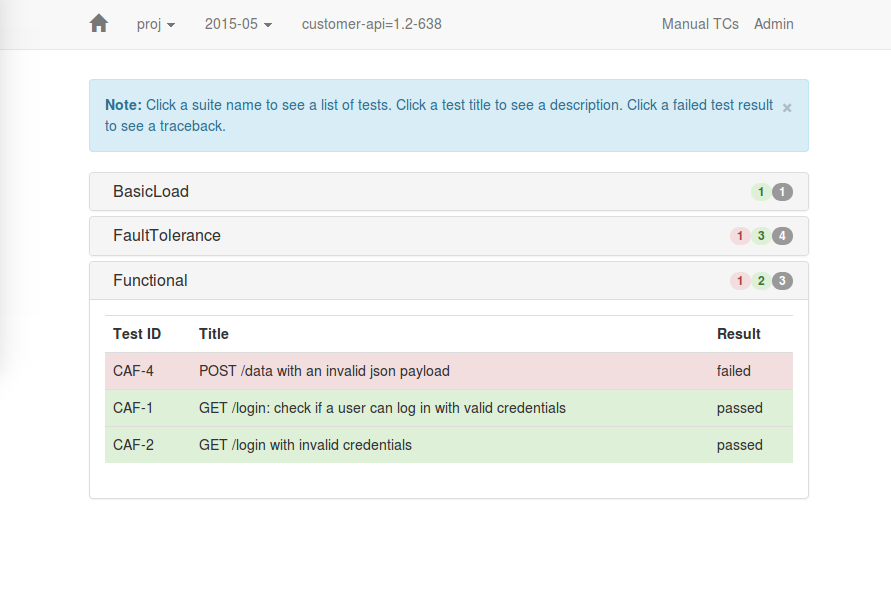 proj 2015-05 customer-api=1.2-638 Manual TCs Admin
Note: Click a suite name to see a list of tests. Click a test title to see a description. Click a failed test result ×
to see a traceback.
BasicLoad 1 1
FaultTolerance 1 3 4
Functional 1 2 3
Test ID Title Result
CAF-4 POST /data with an invalid json payload failed
CAF-1 GET /login: check if a user can log in with valid credentials passed
CAF-2 GET /login with invalid credentials passed